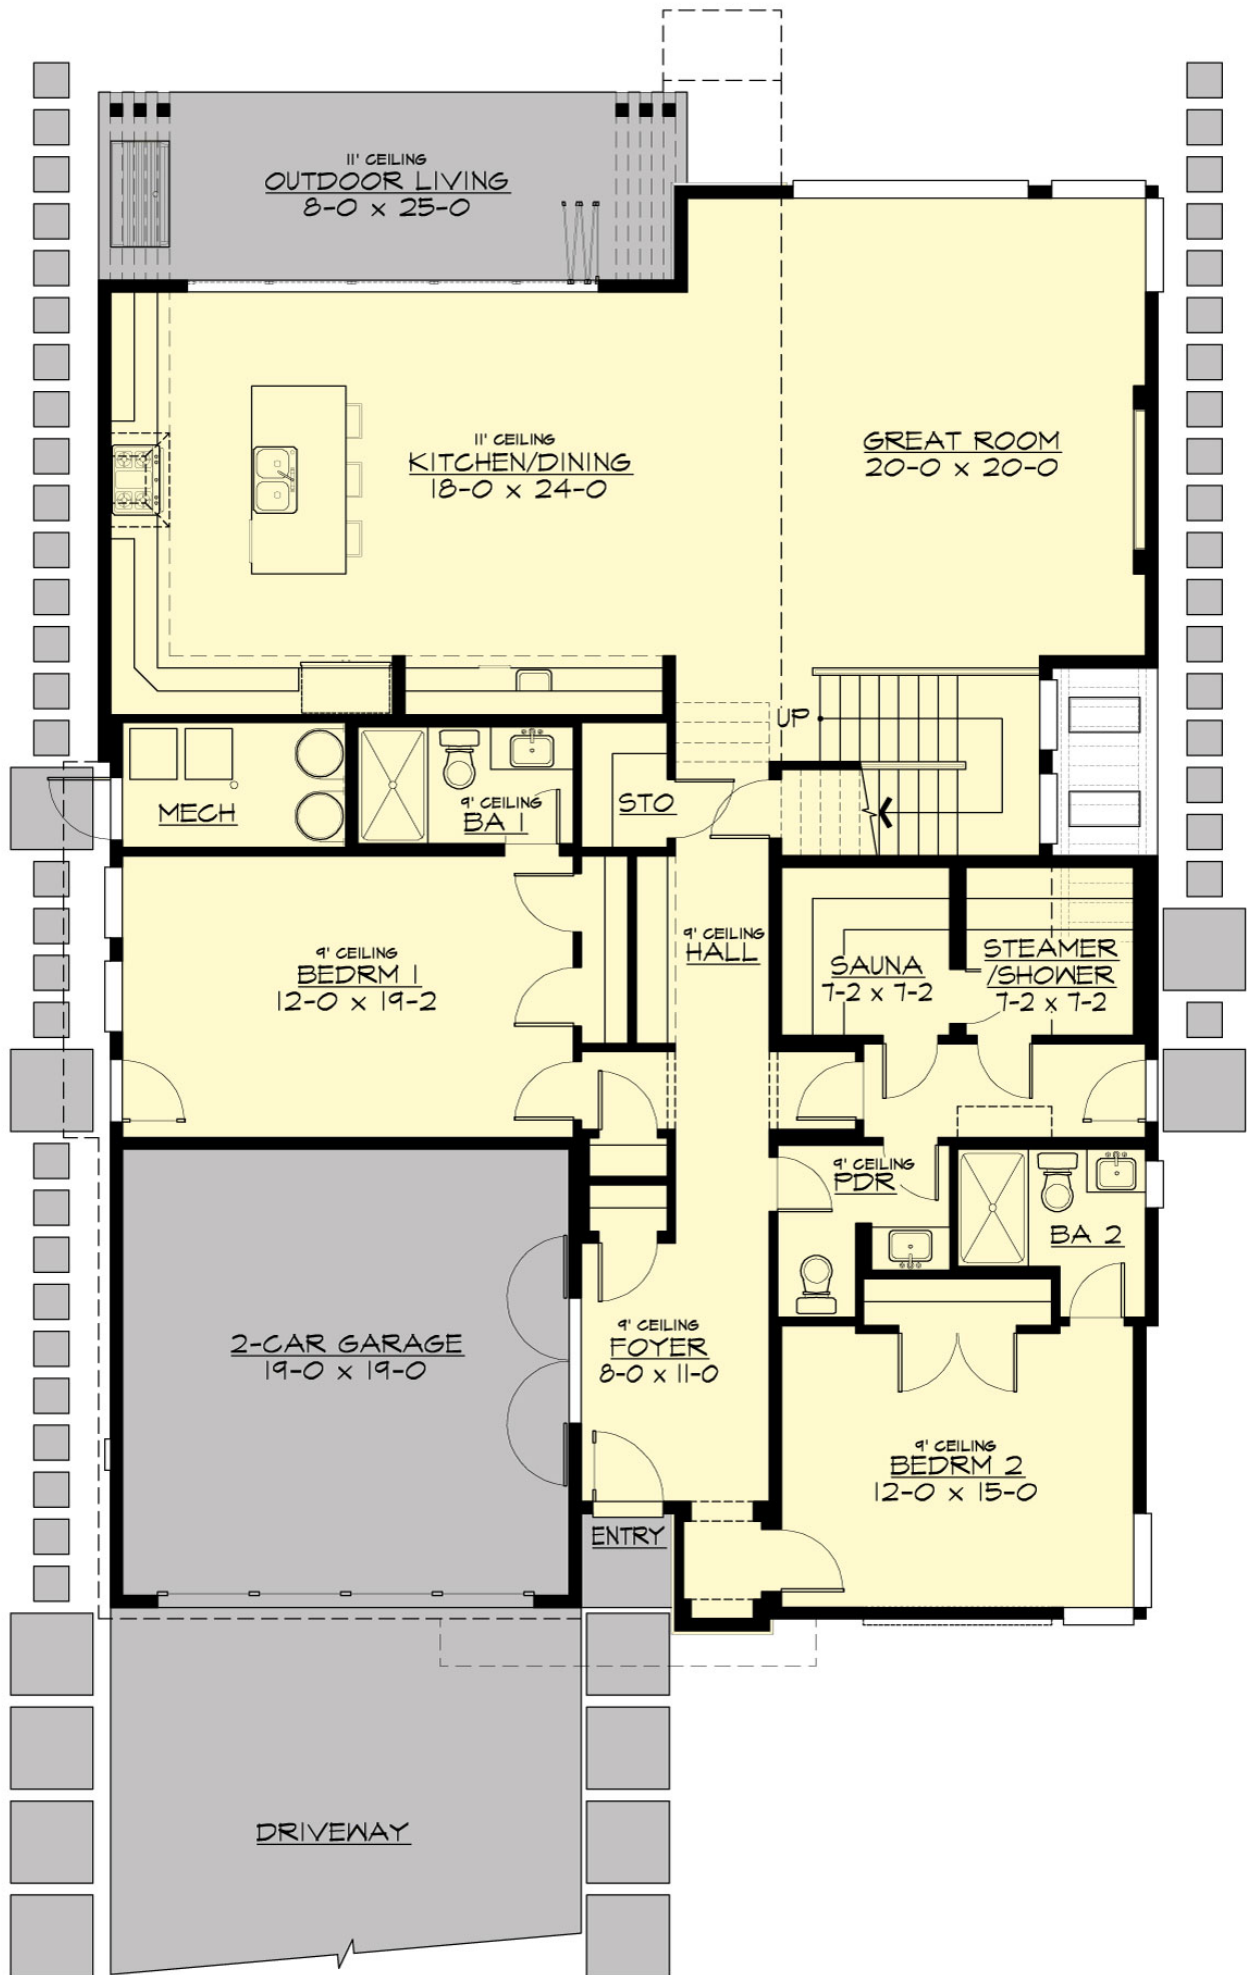 11' CEILING
OUTDOOR LIVING
8-0 x 25-0
11' CEILING
KITCHEN/DINING
18-0 x 24-0
GREAT ROOM
20-0 x 20-0
UP
MECH
9' CEILING
BA 1
STO
9' CEILING
BEDRM 1
12-0 x 19-2
9' CEILING
HALL
SAUNA
7-2 x 7-2
STEAMER
/SHOWER
7-2 x 7-2
9' CEILING
PDR
BA 2
2-CAR GARAGE
19-0 x 19-0
9' CEILING
FOYER
8-0 x 11-0
9' CEILING
BEDRM 2
12-0 x 15-0
ENTRY
DRIVEWAY